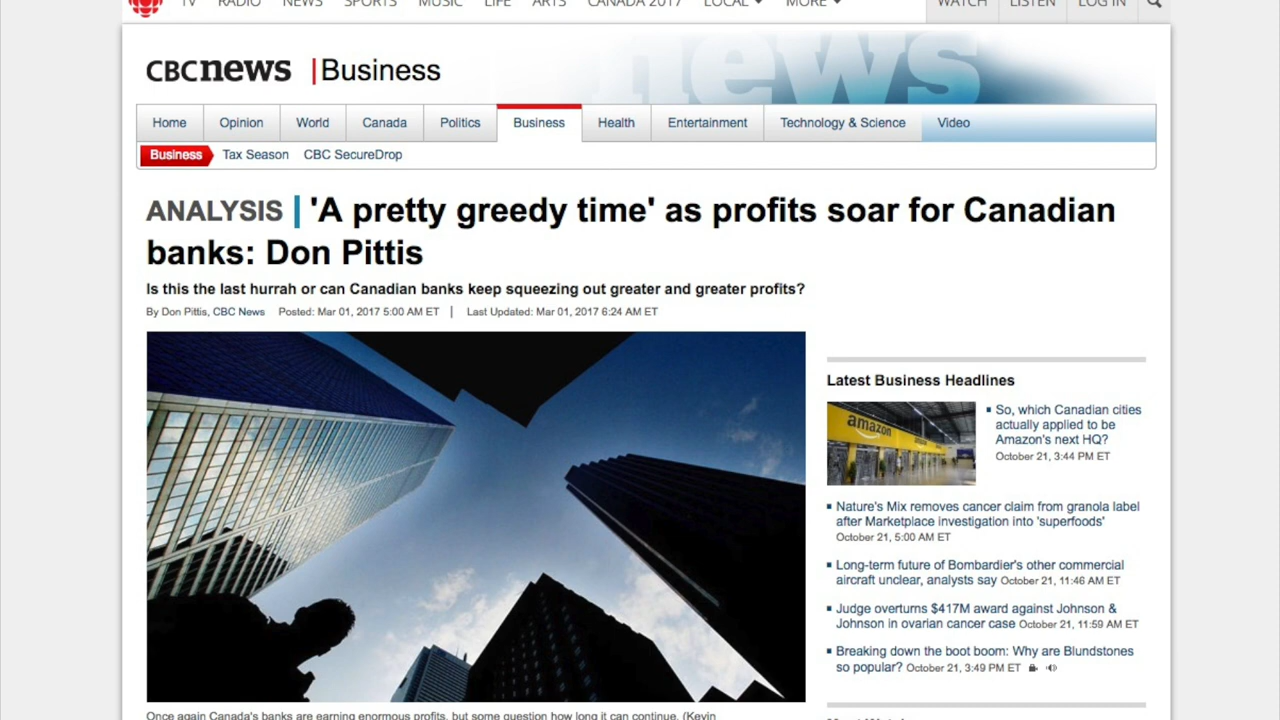 TV RADIO NEWS SPORTS MUSIC LIFE ARTS CANADA 2017 LOCAL MORE WATCH LISTEN LOG IN
news
CBCnews | Business
Home Opinion World Canada Politics Business Health Entertainment Technology & Science Video
Business Tax Season CBC SecureDrop
ANALYSIS | 'A pretty greedy time' as profits soar for Canadian
banks: Don Pittis
Is this the last hurrah or can Canadian banks keep squeezing out greater and greater profits?
By Don Pittis, CBC News Posted: Mar 01, 2017 5:00 AM ET | Last Updated: Mar 01, 2017 6:24 AM ET
Once again Canada's banks are earning enormous profits, but some question how long it can continue. (Kevin
Latest Business Headlines
amazon
So, which Canadian cities
actually applied to be
Amazon's next HQ?
October 21, 3:44 PM ET
Nature's Mix removes cancer claim from granola label
after Marketplace investigation into 'superfoods'
October 21, 5:00 AM ET
Long-term future of Bombardier's other commercial
aircraft unclear, analysts say October 21, 11:46 AM ET
Judge overturns $417M award against Johnson &
Johnson in ovarian cancer case October 21, 11:59 AM ET
Breaking down the boot boom: Why are Blundstones
so popular? October 21, 3:49 PM ET